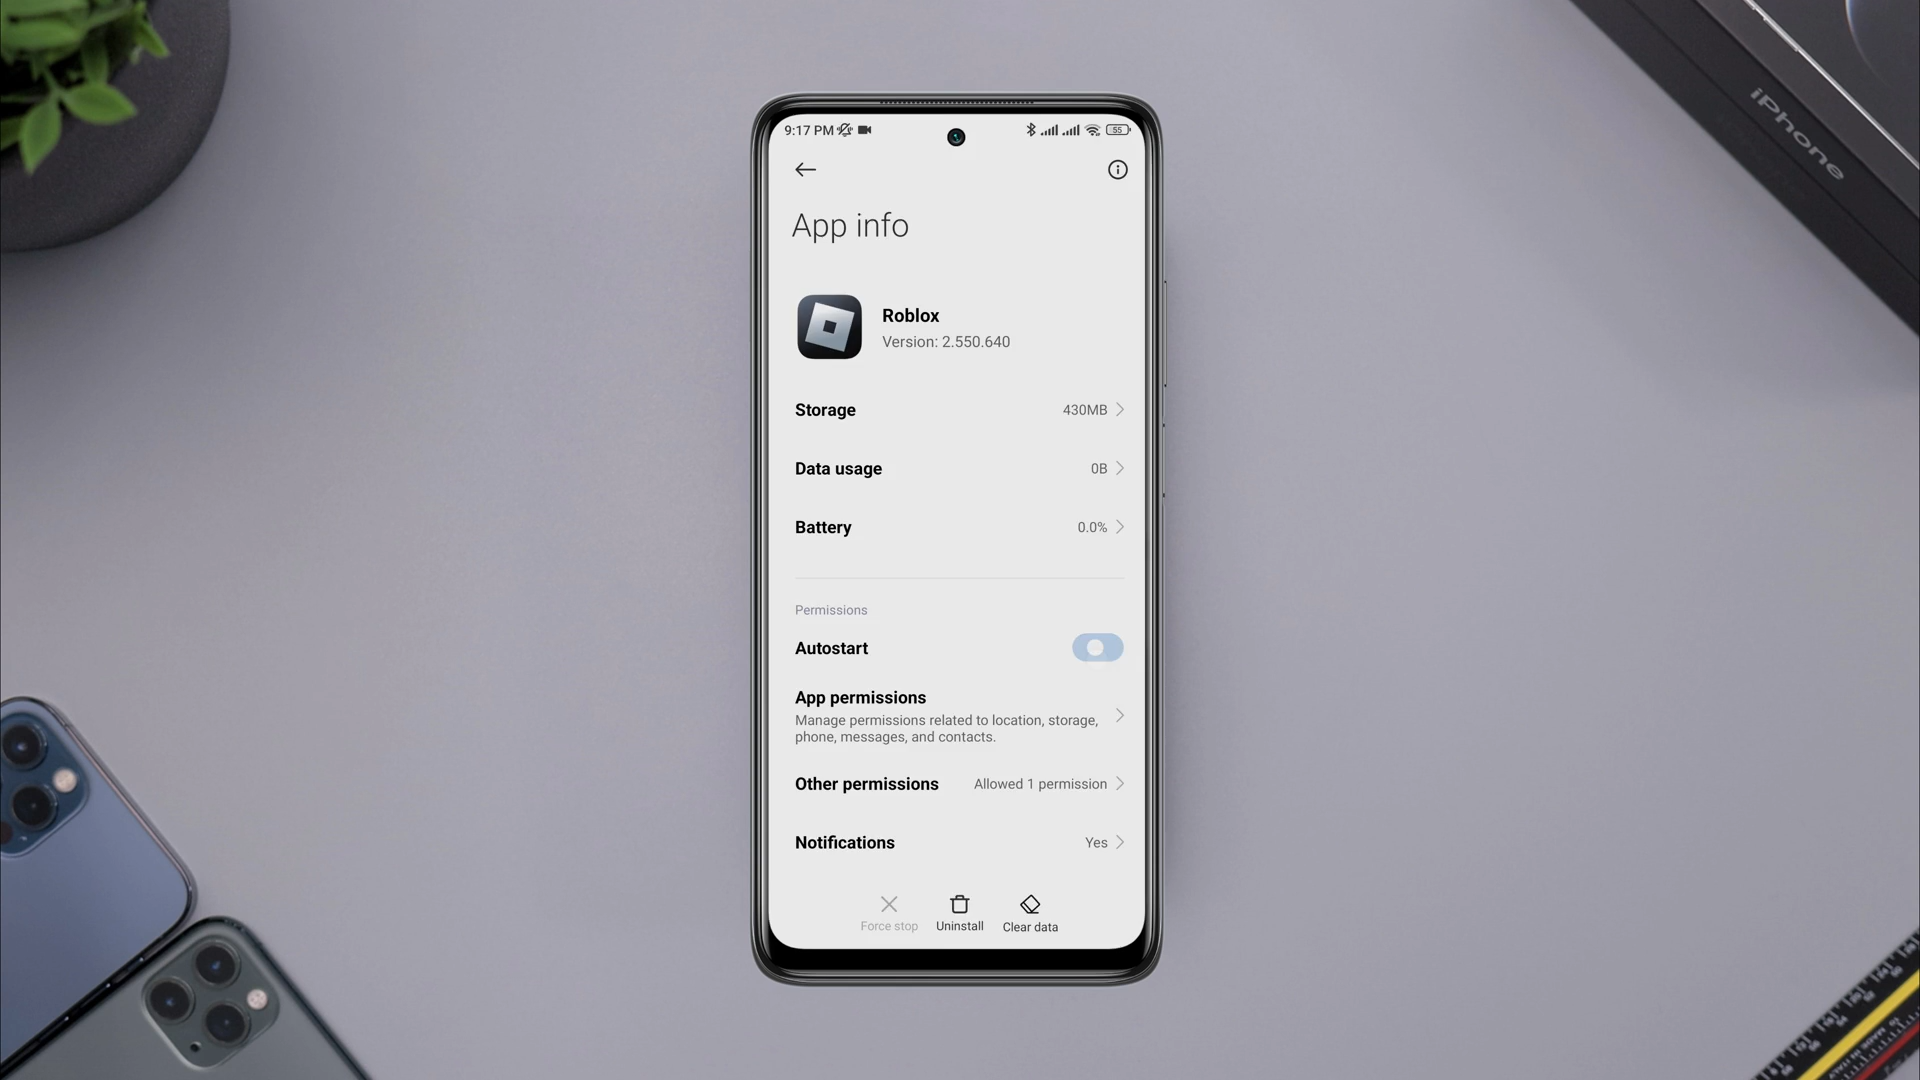 9:17 PM
55
App info
Roblox
Version: 2.550.640
Storage 430MB
Data usage 0B
Battery 0.0%
Permissions
Autostart
App permissions
Manage permissions related to location, storage,
phone, messages, and contacts.
Other permissions Allowed 1 permission
Notifications Yes
Force stop Uninstall Clear data
iPhone